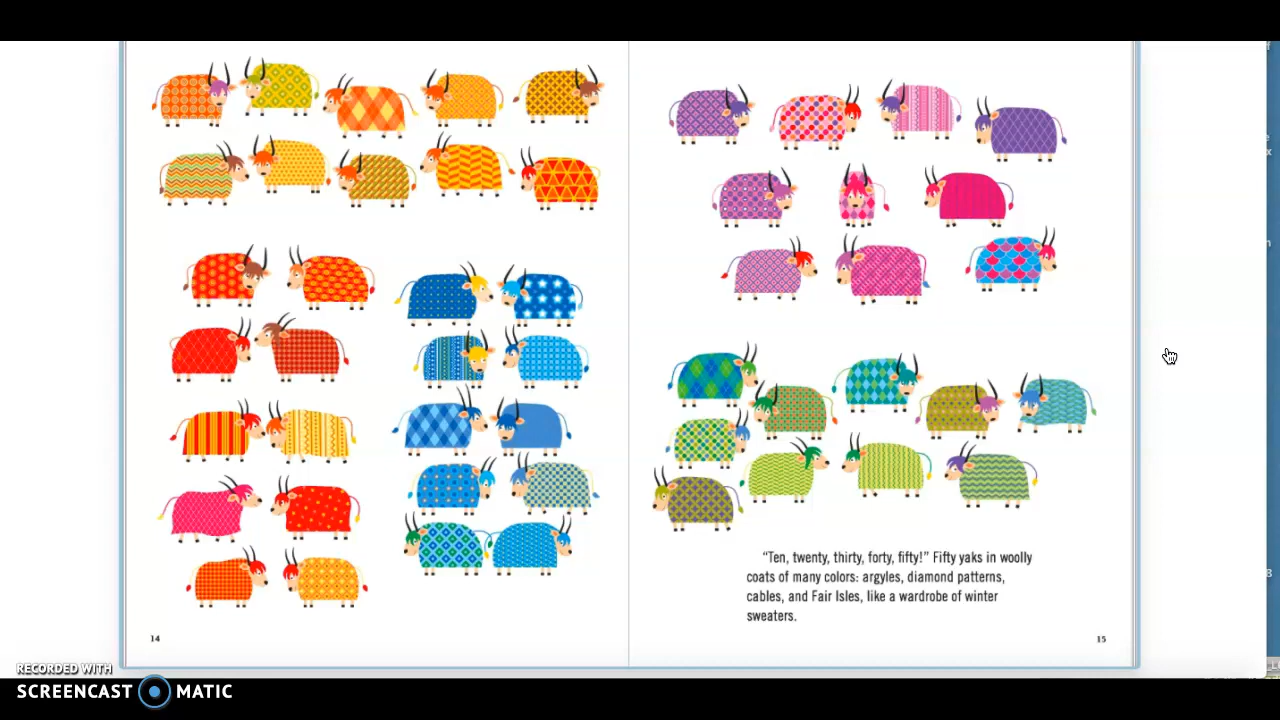 “Ten, twenty, thirty, forty, fifty!” Fifty yaks in woolly
coats of many colors: argyles, diamond patterns,
cables, and Fair Isles, like a wardrobe of winter
sweaters.
14
15
RECORDED WITH
SCREENCAST MATIC